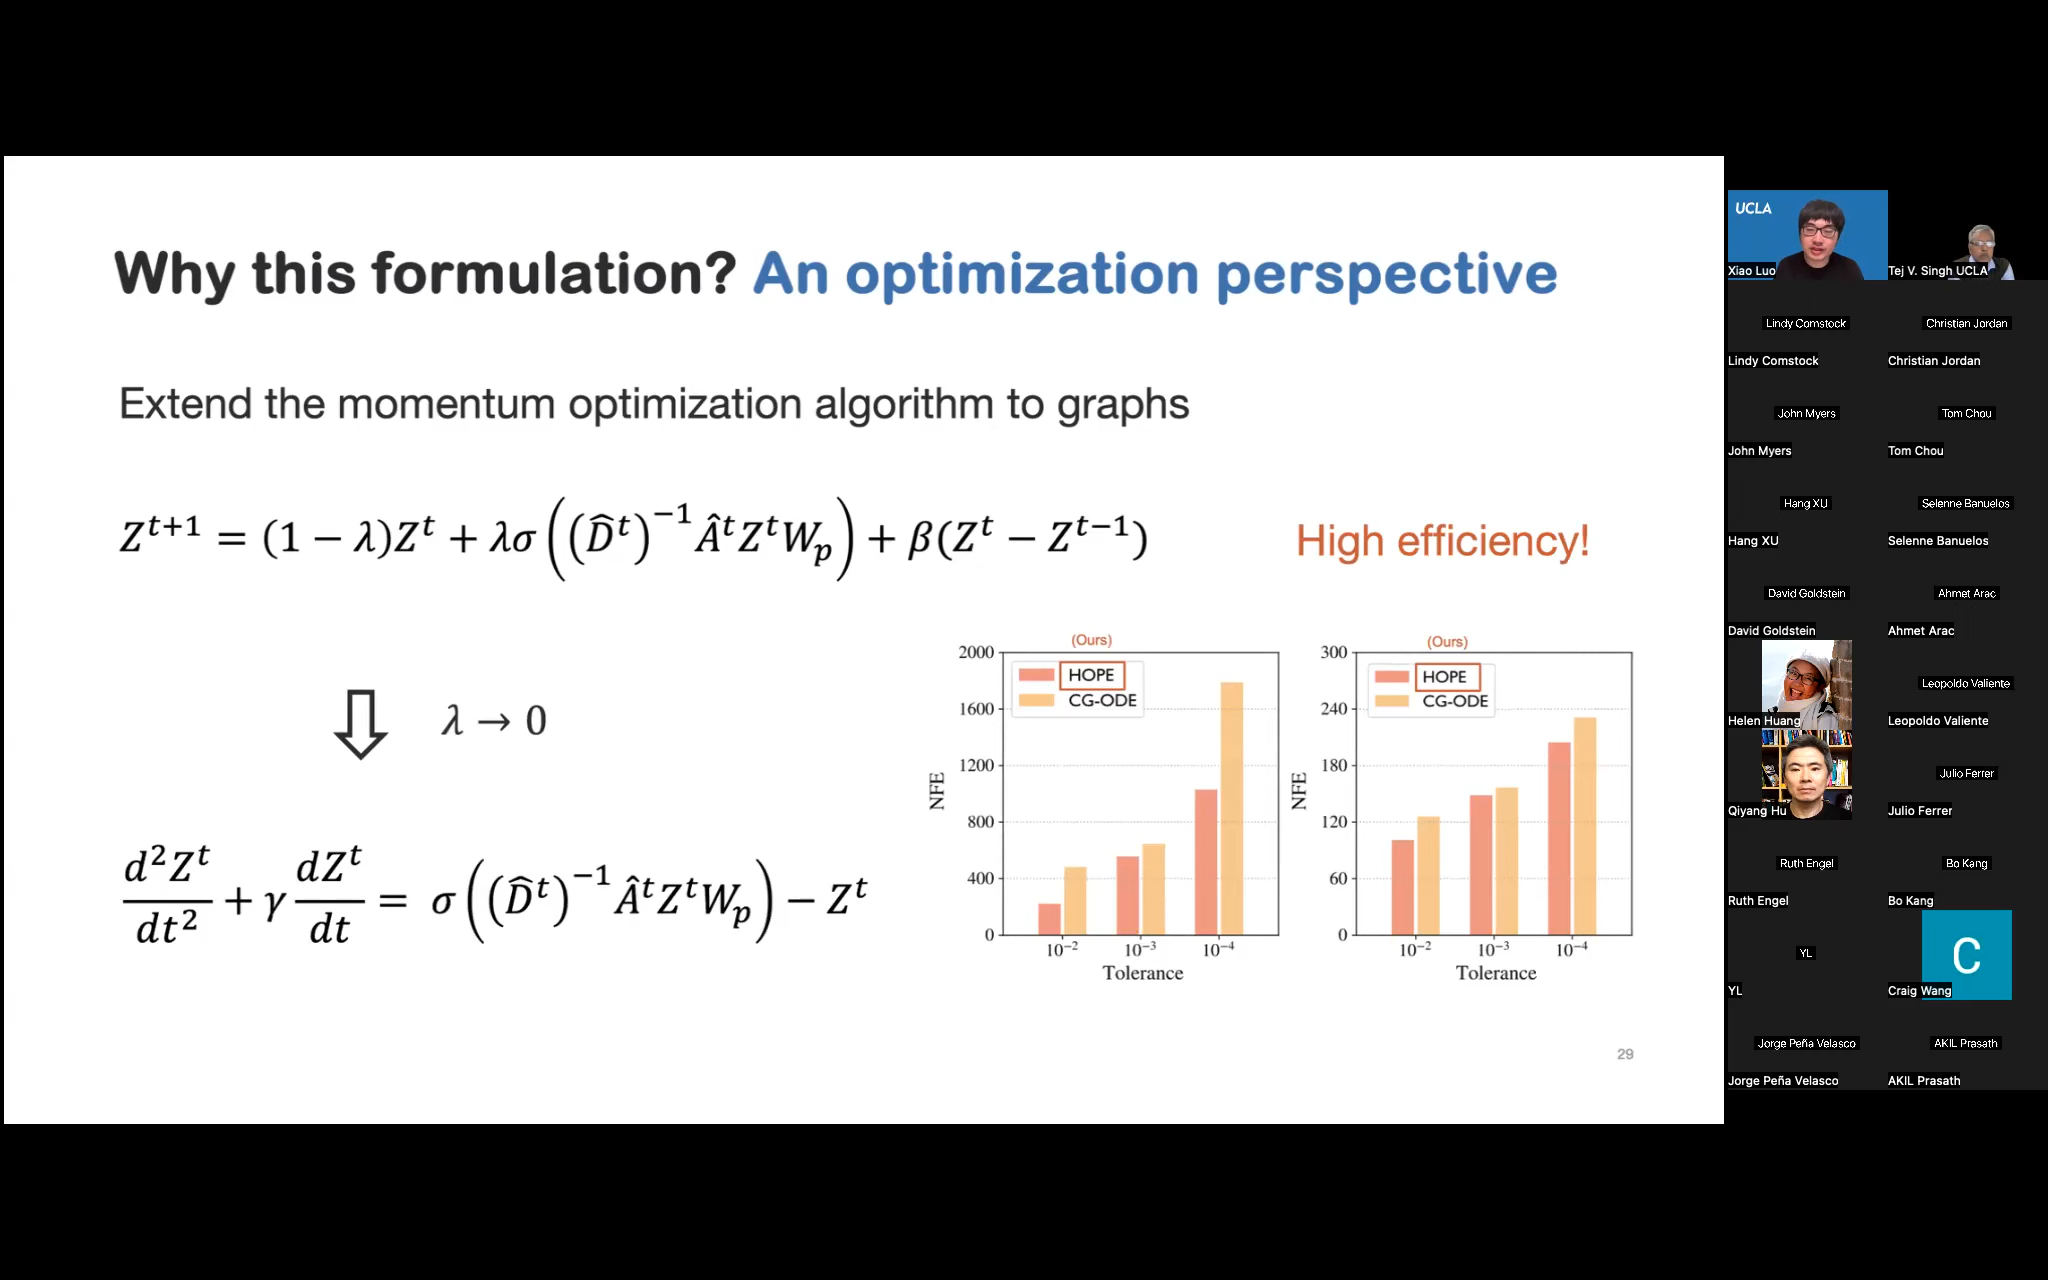 Why this formulation? An optimization perspective
Extend the momentum optimization algorithm to graphs
Z^{t+1} = (1 − λ)Z^t + λσ((D̂^t)^{−1} Â^t Z^t W_p) + β(Z^t − Z^{t−1})
High efficiency!
λ → 0
d²Z^t/dt² + γ dZ^t/dt = σ((D̂^t)^{−1} Â^t Z^t W_p) − Z^t
(Ours)
HOPE
CG-ODE
2000
1600
1200
800
400
0
NFE
10⁻² 10⁻³ 10⁻⁴
Tolerance
(Ours)
HOPE
CG-ODE
300
240
180
120
60
0
NFE
10⁻² 10⁻³ 10⁻⁴
Tolerance
29
UCLA
Xiao Luo
Tej V. Singh UCLA
Lindy Comstock
Christian Jordan
Lindy Comstock
Christian Jordan
John Myers
Tom Chou
John Myers
Tom Chou
Hang XU
Selenne Banuelos
Hang XU
Selenne Banuelos
David Goldstein
Ahmet Arac
David Goldstein
Ahmet Arac
Leopoldo Valiente
Helen Huang
Leopoldo Valiente
Julio Ferrer
Qiyang Hu
Julio Ferrer
Ruth Engel
Bo Kang
Ruth Engel
Bo Kang
YL
C
YL
Craig Wang
Jorge Peña Velasco
AKIL Prasath
Jorge Peña Velasco
AKIL Prasath